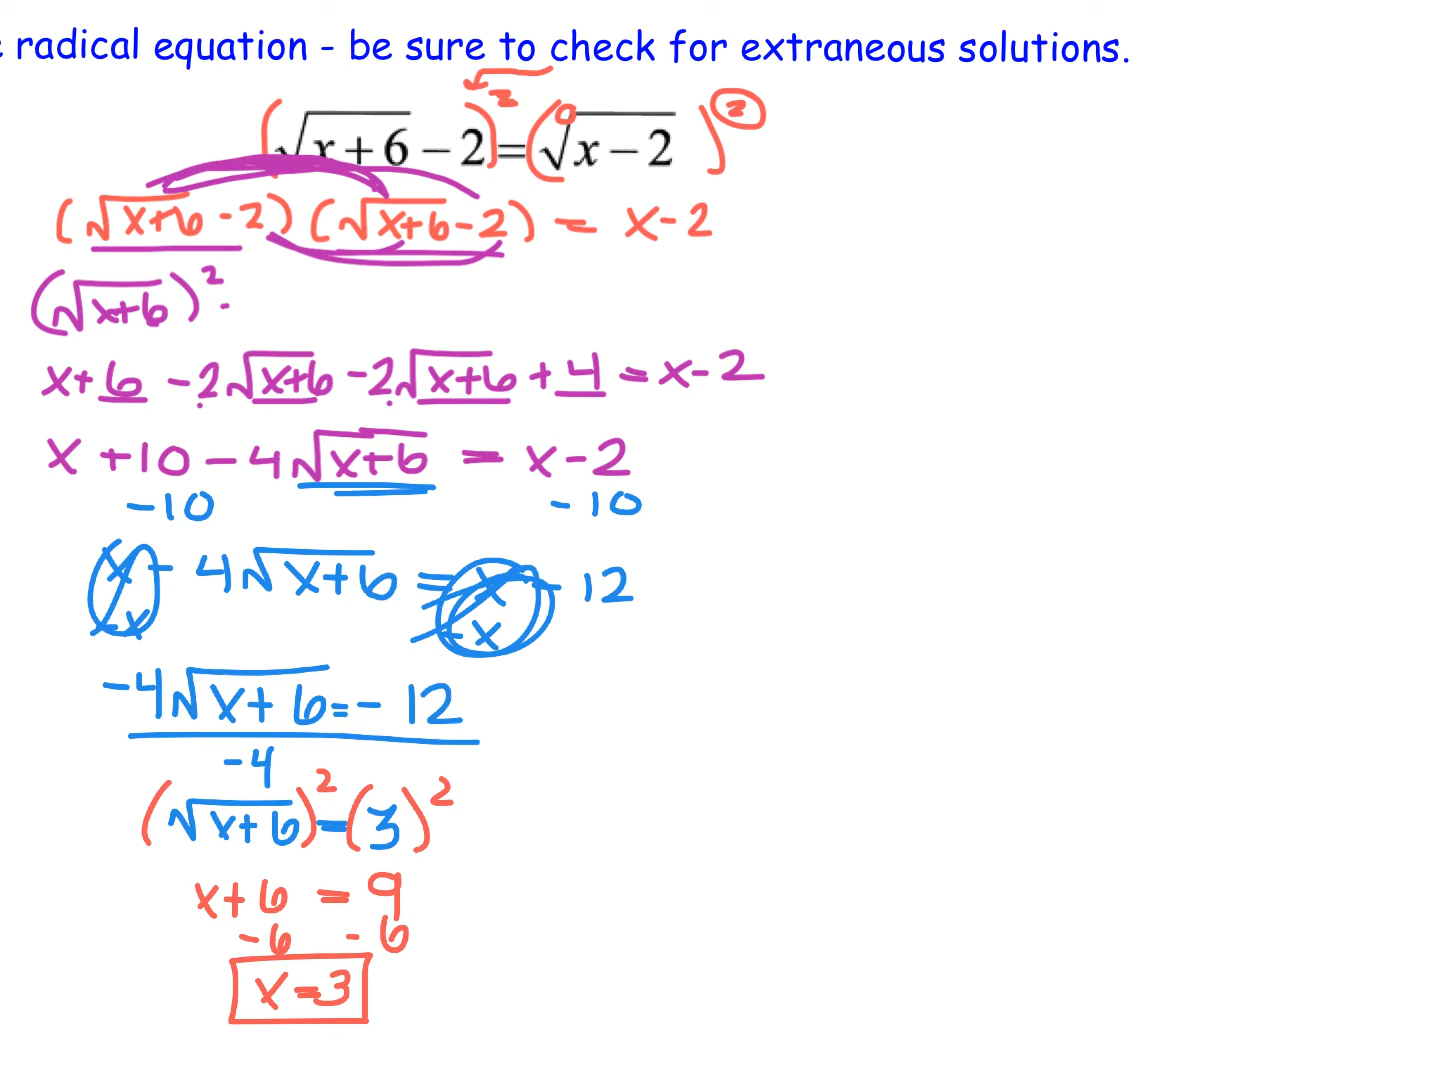 e radical equation - be sure to check for extraneous solutions.
(√(x+6) - 2)² = (√(x-2))²
(√(x+6) - 2)(√(x+6) - 2) = x-2
(√(x+6))²
x+6 - 2√(x+6) - 2√(x+6) + 4 = x-2
x + 10 - 4√(x+6) = x-2
-10 -10
x - 4√(x+6) = x - 12
-x -x
-4√(x+6) = -12
-4
(√(x+6))² = (3)²
x+6 = 9
-6 -6
x=3